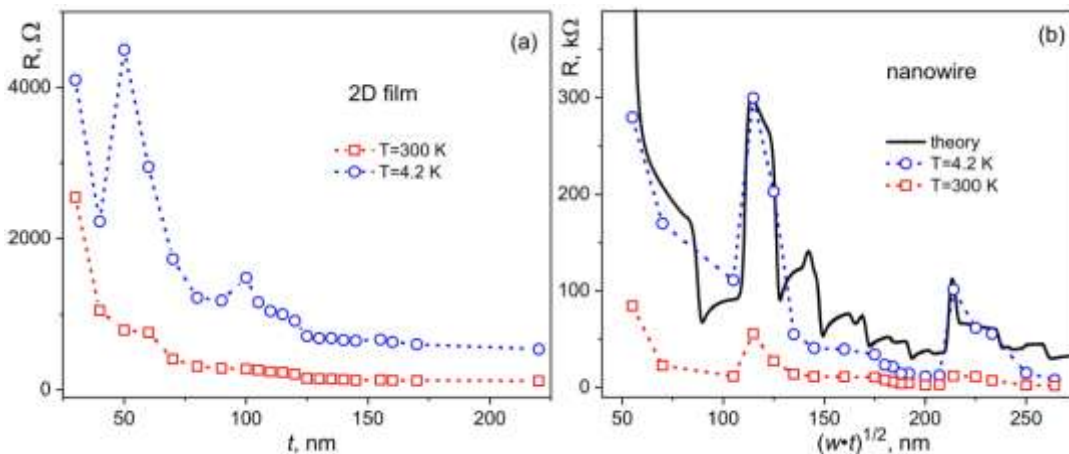 (a)
R, Ω
2D film
T=300 K
T=4.2 K
4000
2000
0
50
100
150
200
t, nm
(b)
R, kΩ
nanowire
theory
T=4.2 K
T=300 K
300
200
100
0
50
100
150
200
250
(w•t)1/2, nm